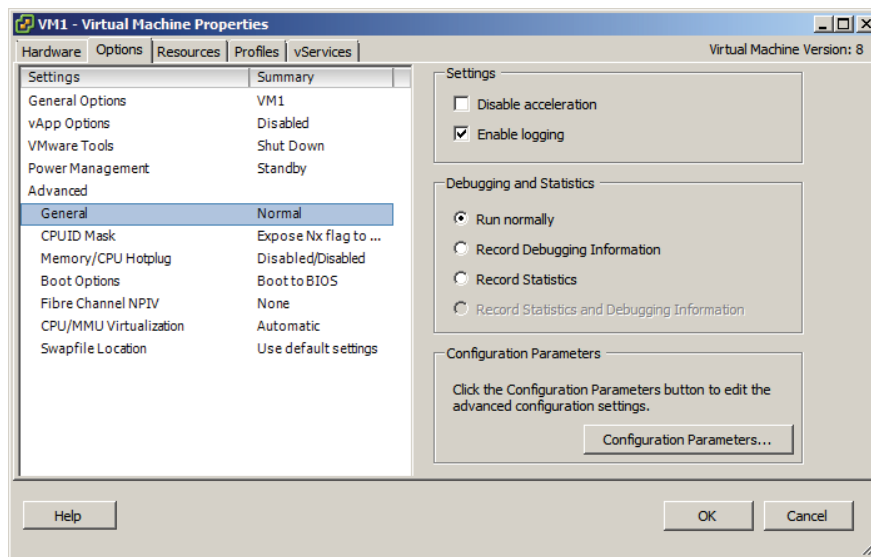 VM1 - Virtual Machine Properties
Hardware Options Resources Profiles vServices Virtual Machine Version: 8
Settings Summary
General Options VM1
vApp Options Disabled
VMware Tools Shut Down
Power Management Standby
Advanced
General Normal
CPUID Mask Expose Nx flag to ...
Memory/CPU Hotplug Disabled/Disabled
Boot Options Boot to BIOS
Fibre Channel NPIV None
CPU/MMU Virtualization Automatic
Swapfile Location Use default settings
Settings
Disable acceleration
Enable logging
Debugging and Statistics
Run normally
Record Debugging Information
Record Statistics
Record Statistics and Debugging Information
Configuration Parameters
Click the Configuration Parameters button to edit the
advanced configuration settings.
Configuration Parameters...
Help OK Cancel